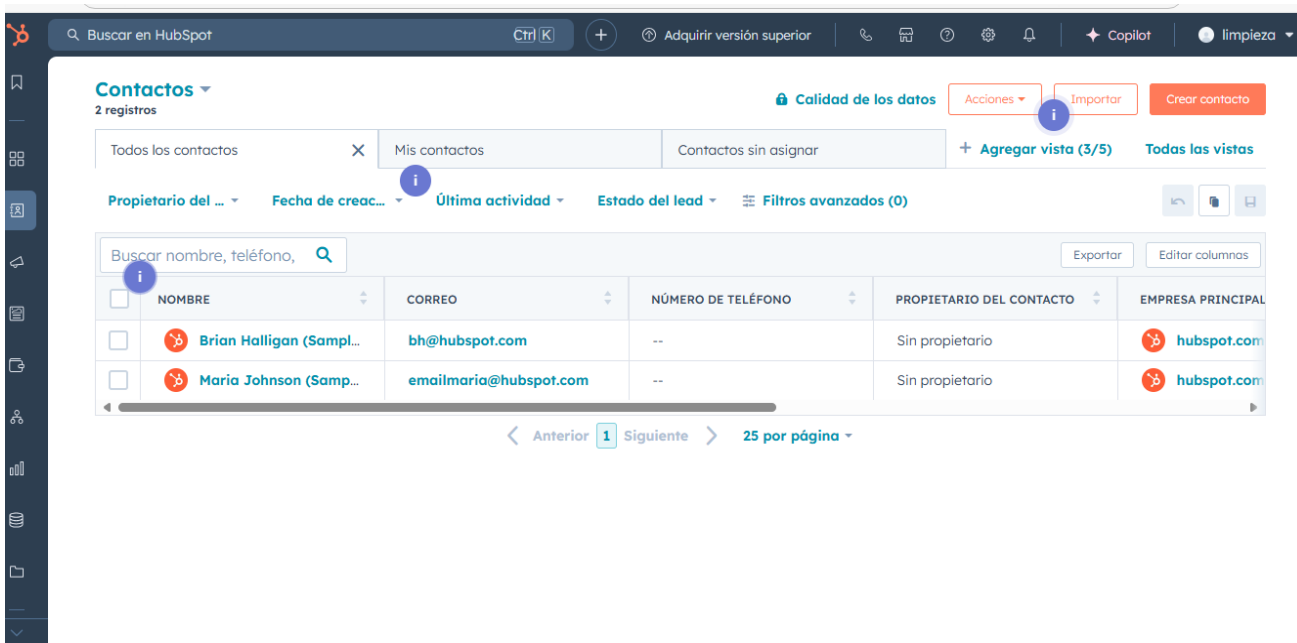 Buscar en HubSpot Ctrl K + Adquirir versión superior Copilot limpieza
Contactos
2 registros
Calidad de los datos Acciones Importar Crear contacto
Todos los contactos Mis contactos Contactos sin asignar + Agregar vista (3/5) Todas las vistas
Propietario del ... Fecha de creac... Última actividad Estado del lead Filtros avanzados (0)
Buscar nombre, teléfono, Exportar Editar columnas
NOMBRE CORREO NÚMERO DE TELÉFONO PROPIETARIO DEL CONTACTO EMPRESA PRINCIPAL
Brian Halligan (Sampl... bh@hubspot.com -- Sin propietario hubspot.com
Maria Johnson (Samp... emailmaria@hubspot.com -- Sin propietario hubspot.com
Anterior 1 Siguiente 25 por página